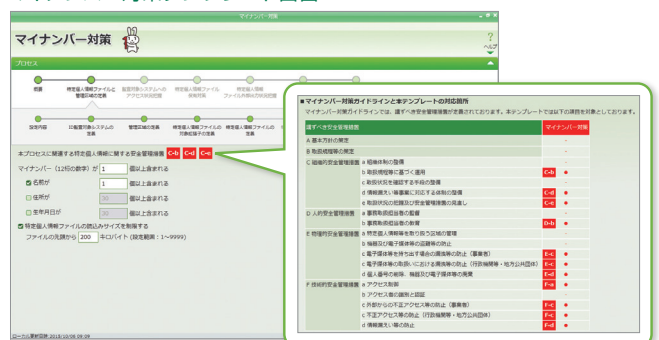 マイナンバー対策
マイナンバー対策
ヘルプ
プロセス
概要
特定個人情報ファイルと
管理区域の定義
監査対象システムへの
アクセス状況把握
特定個人情報ファイル
保有対策
特定個人情報
ファイルの
設定内容
ID監査対象システムの
定義
管理区域の定義
特定個人情報ファイルの
対象拡張子の定義
特定個人情報ファイルの
定義
本プロセスに関連する特定個人情報に関する安全管理措置 C-b C-d C-e
マイナンバー（12桁の数字）が 1 個以上含まれる
名前が 1 個以上含まれる
住所が 30 個以上含まれる
生年月日が 30 個以上含まれる
特定個人情報ファイルの読込みサイズを制限する
ファイルの先頭から 200 キロバイト（設定範囲：1~9999）
ローカル更新日時 2015/10/06 09:09
■マイナンバー対策ガイドラインと本テンプレートの対応箇所
マイナンバー対策ガイドラインでは、講ずべき安全管理措置が定義されております。本テンプレートでは以下の項目を対象としております。
講ずべき安全管理措置 マイナンバー対策
A 基本方針の策定 -
B 取扱規程等の策定 -
C 組織的安全管理措置 a 組織体制の整備 -
b 取扱規程等に基づく運用 C-b ●
c 取扱状況を確認する手段の整備 -
d 情報漏えい等事案に対応する体制の整備 C-d ●
e 取扱状況の把握及び安全管理措置の見直し C-e ●
D 人的安全管理措置 a 事務取扱担当者の監督 -
b 事務取扱担当者の教育 D-b ●
E 物理的安全管理措置 a 特定個人情報等を取り扱う区域の管理 -
b 機器及び電子媒体等の盗難等の防止 -
c 電子媒体等を持ち出す場合の漏洩等の防止（事業者） E-c ●
c 電子媒体等の取扱いにおける漏洩等の防止（行政機関等・地方公共団体） E-c ●
d 個人番号の削除、機器及び電子媒体等の廃棄 E-d ●
F 技術的安全管理措置 a アクセス制御 F-a ●
b アクセス者の識別と認証 -
c 外部からの不正アクセス等の防止（事業者） F-c ●
c 不正アクセス等の防止（行政機関等・地方公共団体） F-c ●
d 情報漏えい等の防止 F-d ●